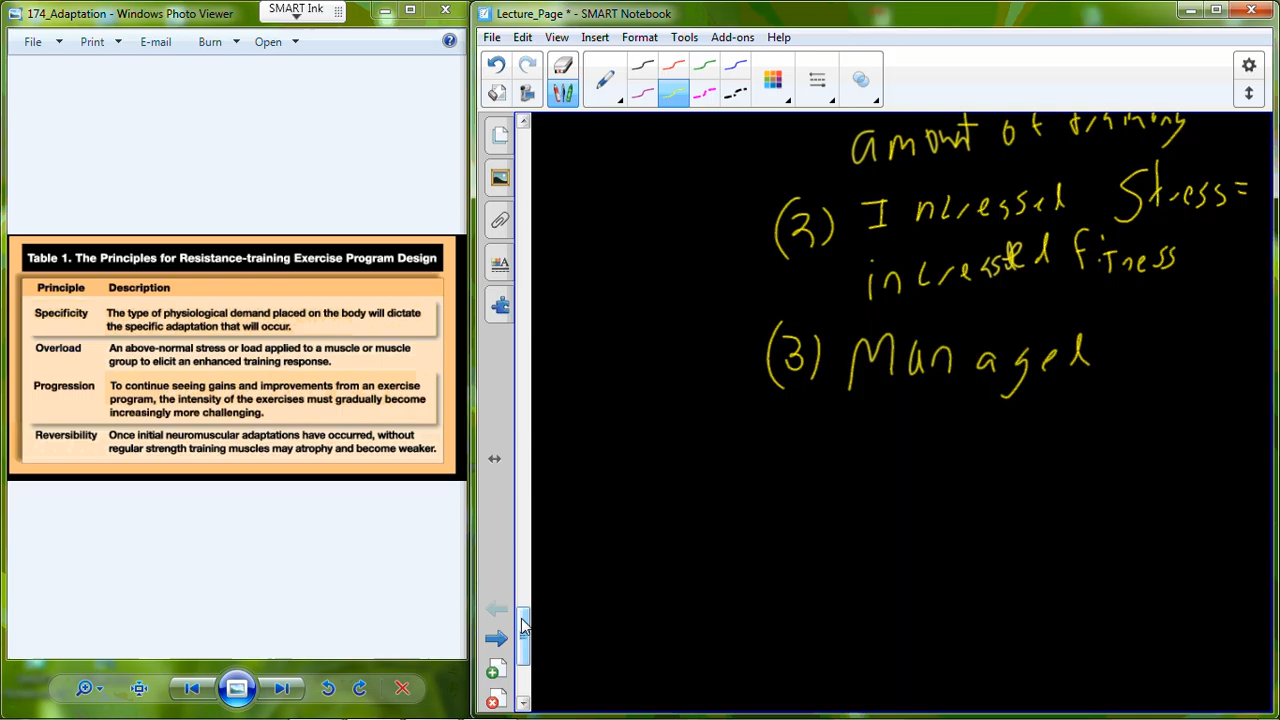 174_Adaptation - Windows Photo Viewer
SMART Ink
File Print E-mail Burn Open
Table 1. The Principles for Resistance-training Exercise Program Design
Principle Description
Specificity The type of physiological demand placed on the body will dictate
the specific adaptation that will occur.
Overload An above-normal stress or load applied to a muscle or muscle
group to elicit an enhanced training response.
Progression To continue seeing gains and improvements from an exercise
program, the intensity of the exercises must gradually become
increasingly more challenging.
Reversibility Once initial neuromuscular adaptations have occurred, without
regular strength training muscles may atrophy and become weaker.
Lecture_Page * - SMART Notebook
File Edit View Insert Format Tools Add-ons Help
amount of training
(2) Incressed Stress=
incressed fitness
(3) Managed